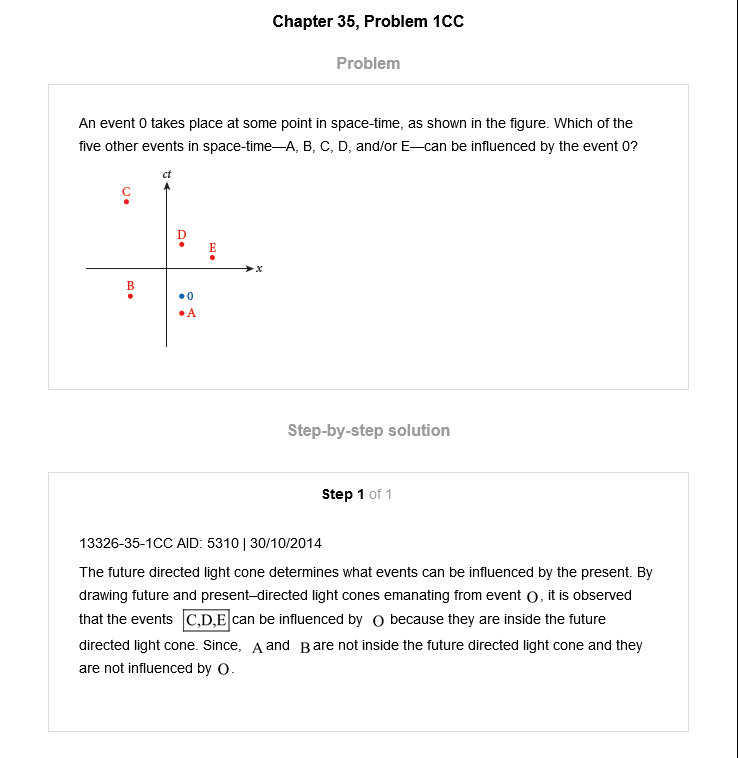 Chapter 35, Problem 1CC
Problem
An event 0 takes place at some point in space-time, as shown in the figure. Which of the
five other events in space-time—A, B, C, D, and/or E—can be influenced by the event 0?
ct
C
D
E
x
B
0
A
Step-by-step solution
Step 1 of 1
13326-35-1CC AID: 5310 | 30/10/2014
The future directed light cone determines what events can be influenced by the present. By
drawing future and present–directed light cones emanating from event O, it is observed
that the events C,D,E can be influenced by O because they are inside the future
directed light cone. Since, A and B are not inside the future directed light cone and they
are not influenced by O.